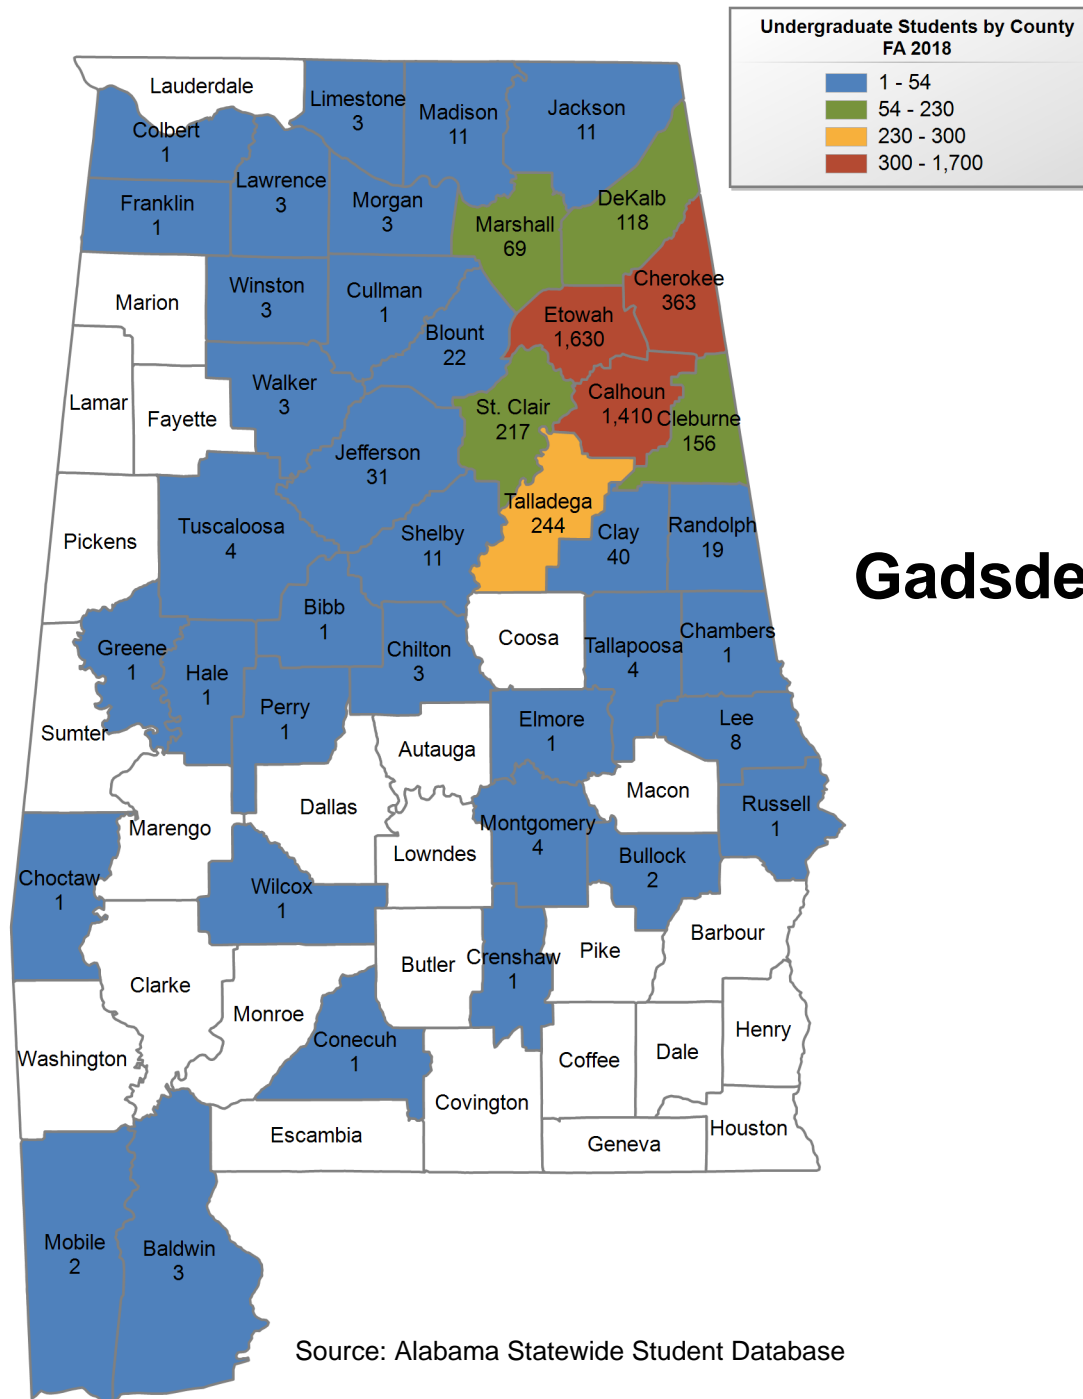 Undergraduate Students by County
FA 2018
1 - 54
54 - 230
230 - 300
300 - 1,700
Lauderdale
Limestone
3
Madison
11
Jackson
11
Colbert
1
Lawrence
3
Franklin
1
Morgan
3
Marshall
69
DeKalb
118
Cherokee
363
Marion
Winston
3
Cullman
1
Blount
22
Etowah
1,630
Lamar
Fayette
Walker
3
Jefferson
31
St. Clair
217
Calhoun
1,410
Cleburne
156
Pickens
Tuscaloosa
4
Shelby
11
Talladega
244
Clay
40
Randolph
19
Gadsde
Greene
1
Hale
1
Bibb
1
Perry
1
Chilton
3
Coosa
Tallapoosa
4
Chambers
1
Sumter
Autauga
Elmore
1
Lee
8
Marengo
Dallas
Lowndes
Montgomery
4
Macon
Russell
1
Bullock
2
Choctaw
1
Wilcox
1
Clarke
Butler
Crenshaw
1
Pike
Barbour
Monroe
Conecuh
1
Washington
Covington
Coffee
Dale
Henry
Escambia
Geneva
Houston
Mobile
2
Baldwin
3
Source: Alabama Statewide Student Database